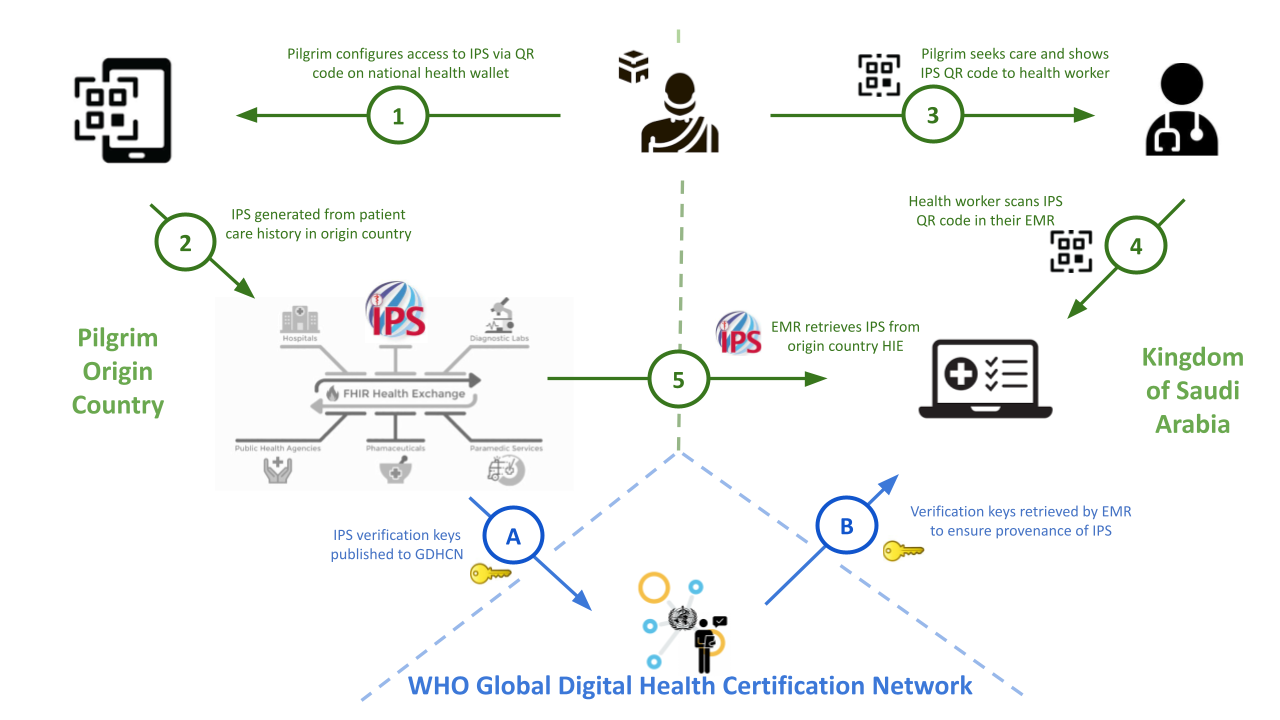 Pilgrim configures access to IPS via QR
code on national health wallet
1
Pilgrim seeks care and shows
IPS QR code to health worker
3
IPS generated from patient
care history in origin country
2
Health worker scans IPS
QR code in their EMR
4
Pilgrim
Origin
Country
Hospitals
IPS
Diagnostic Labs
FHIR Health Exchange
Public Health Agencies
Phamaceuticals
Paramedic Services
IPS
EMR retrieves IPS from
origin country HIE
5
Kingdom
of Saudi
Arabia
IPS verification keys
published to GDHCN
A
B
Verification keys retrieved by EMR
to ensure provenance of IPS
WHO Global Digital Health Certification Network